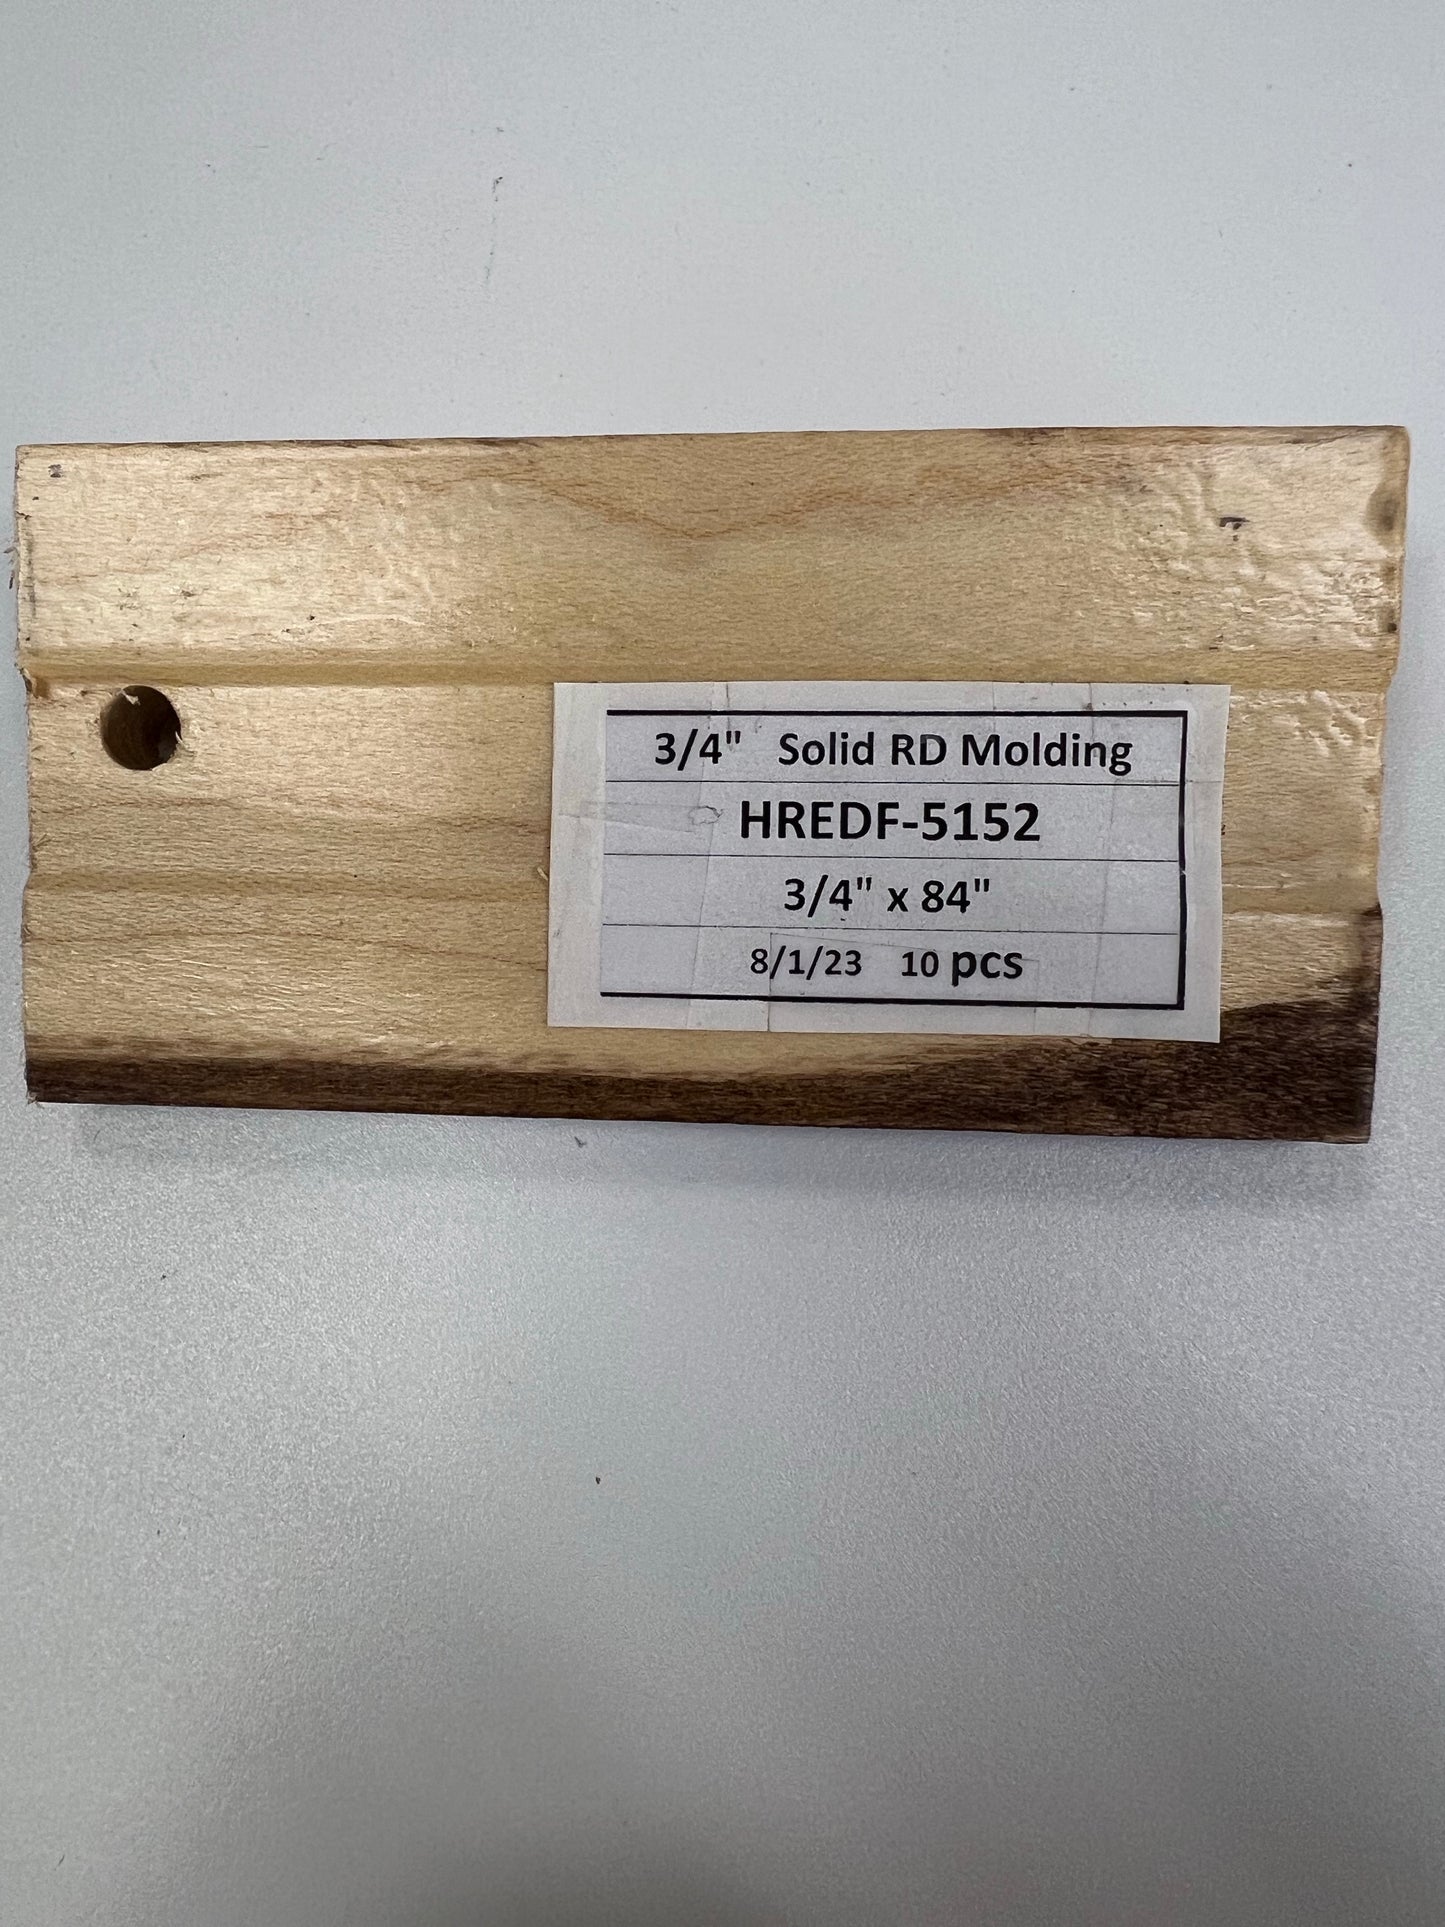 3/4" Solid RD Molding
HREDF-5152
3/4" x 84"
8/1/23 10 pcs